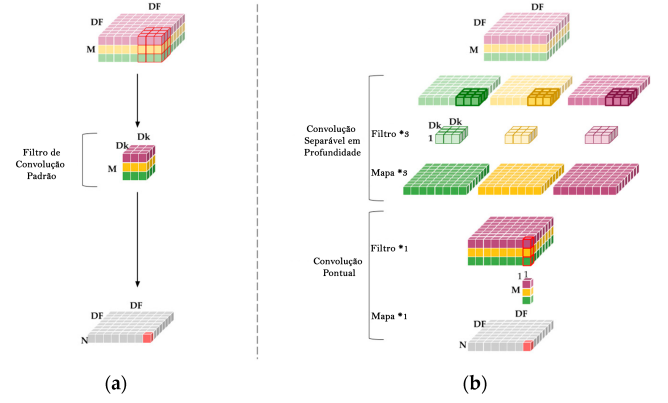 DF
DF
M
Filtro de
Convolução
Padrão
Dk
Dk
M
DF
DF
N
(a)
DF
DF
M
Convolução
Separável em
Profundidade
Filtro *3
Dk
Dk
1
Mapa *3
Convolução
Pontual
Filtro *1
1
1
M
Mapa *1
DF
DF
N
(b)